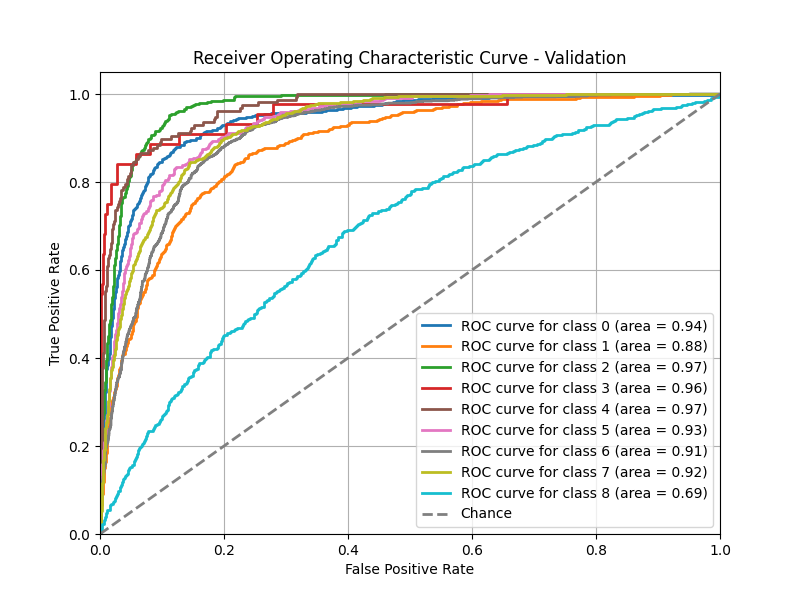 Receiver Operating Characteristic Curve - Validation
True Positive Rate
1.0
0.8
0.6
0.4
0.2
0.0
ROC curve for class 0 (area = 0.94)
ROC curve for class 1 (area = 0.88)
ROC curve for class 2 (area = 0.97)
ROC curve for class 3 (area = 0.96)
ROC curve for class 4 (area = 0.97)
ROC curve for class 5 (area = 0.93)
ROC curve for class 6 (area = 0.91)
ROC curve for class 7 (area = 0.92)
ROC curve for class 8 (area = 0.69)
Chance
0.0 0.2 0.4 0.6 0.8 1.0
False Positive Rate